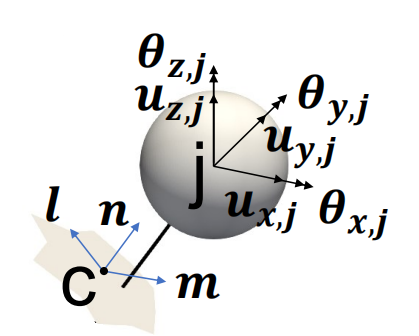 θz,j
uz,j
θy,j
uy,j
j
ux,j θx,j
l n
C m